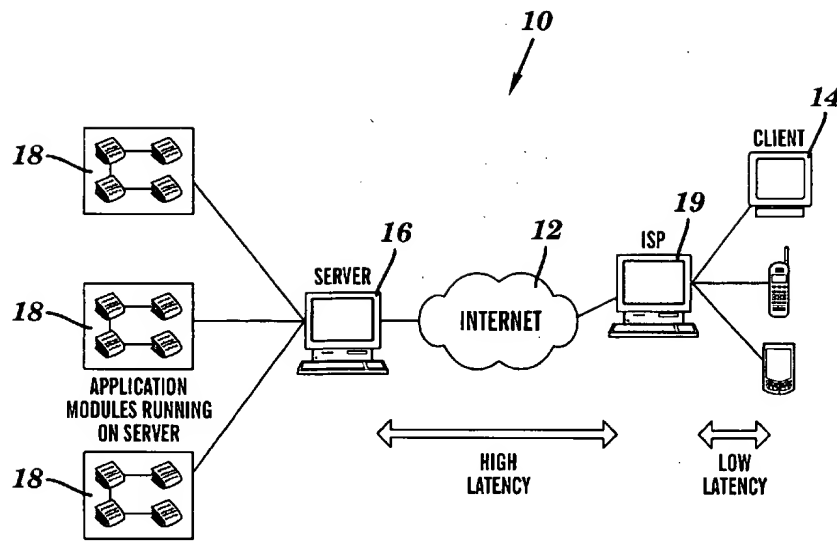 10
14
CLIENT
18
19
ISP
16
SERVER
12
INTERNET
18
APPLICATION
MODULES RUNNING
ON SERVER
HIGH
LATENCY
LOW
LATENCY
18